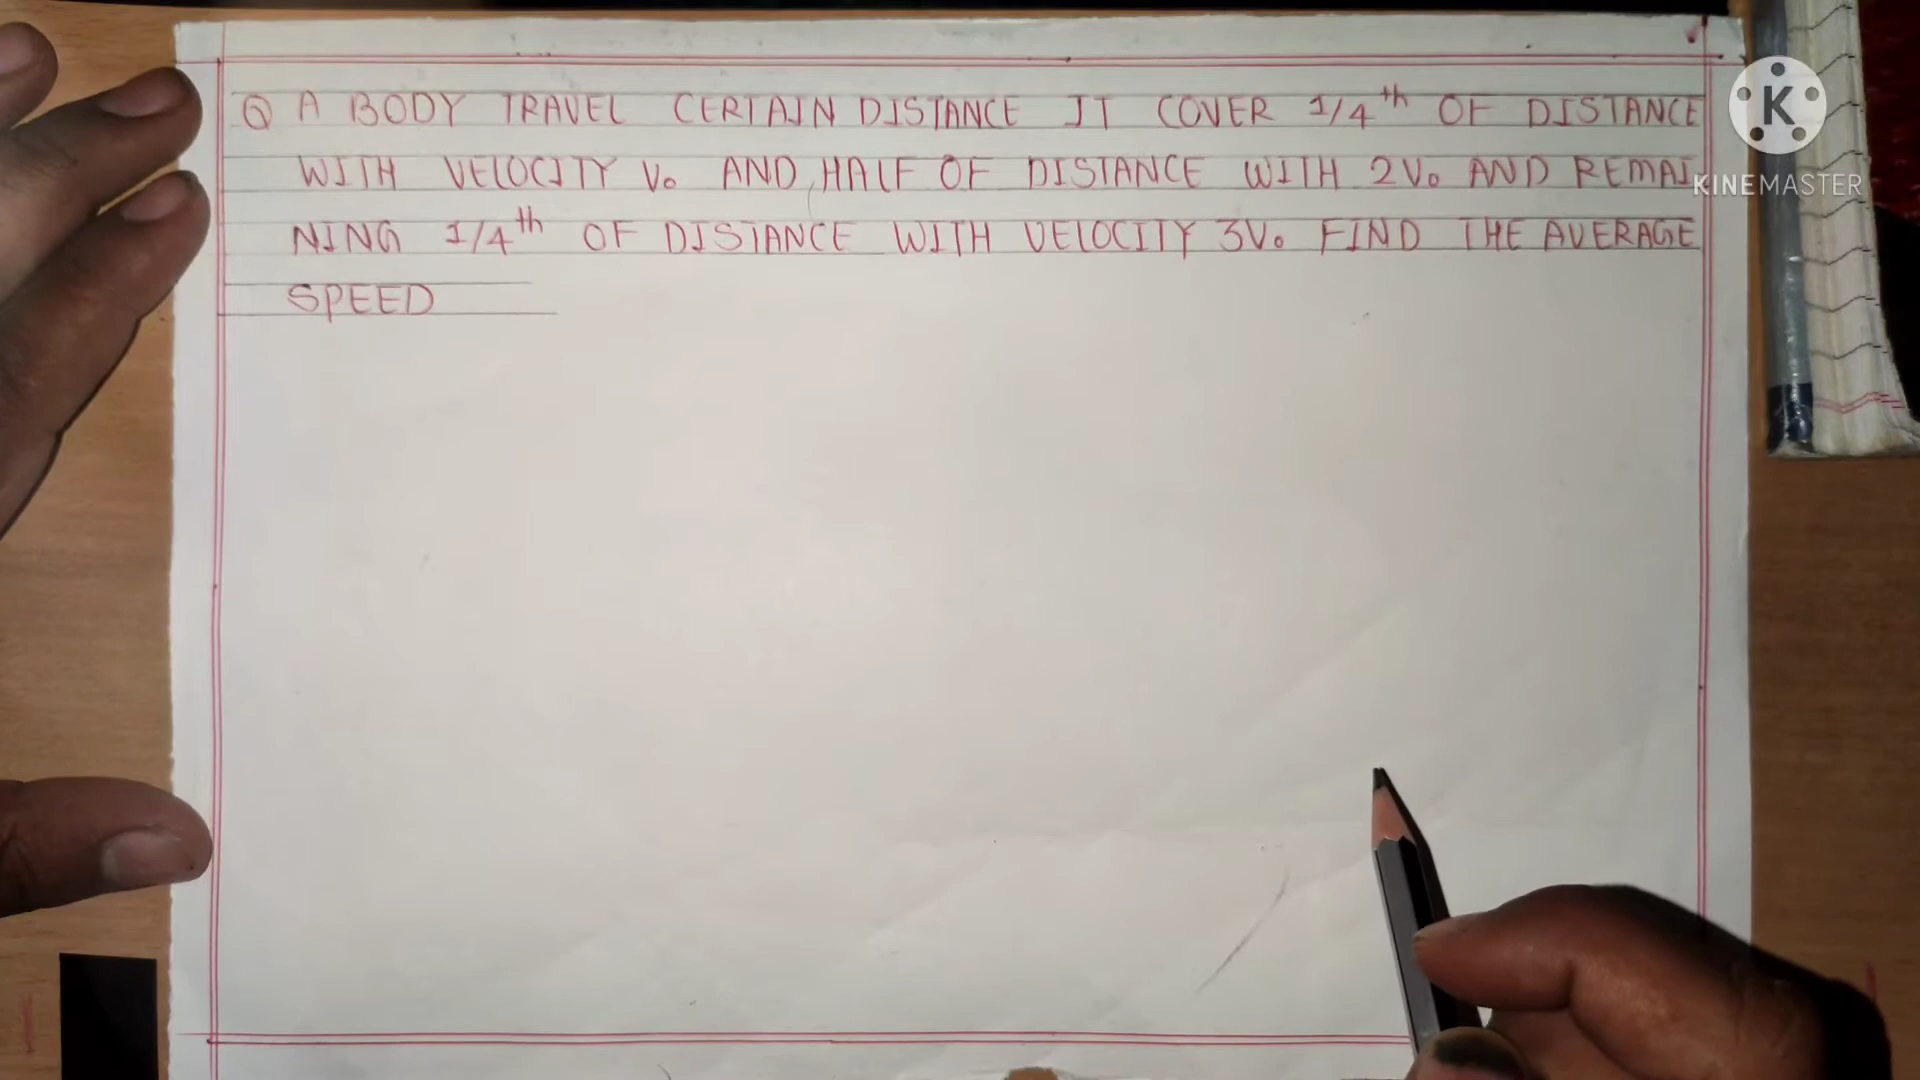 Q A BODY TRAVEL CERTAIN DISTANCE IT COVER 1/4th OF DISTANCE
WITH VELOCITY V₀ AND HALF OF DISTANCE WITH 2V₀ AND REMAI
NING 1/4th OF DISTANCE WITH VELOCITY 3V₀ FIND THE AVERAGE
SPEED
K
KINEMASTER